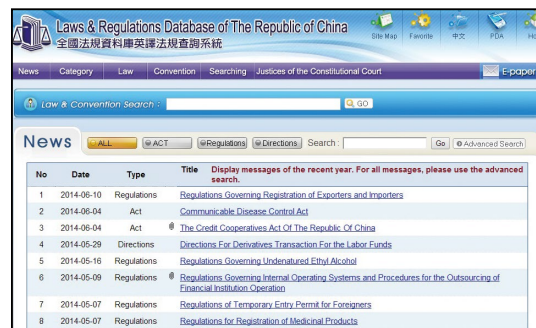 Laws & Regulations Database of The Republic of China
全國法規資料庫英譯法規查詢系統
Site Map Favorite 中文 PDA
News Category Law Convention Searching Justices of the Constitutional Court E-paper
Law & Convention Search : GO
News ALL ACT Regulations Directions Search : Go Advanced Search
No Date Type Title Display messages of the recent year. For all messages, please use the advanced
search.
1 2014-06-10 Regulations Regulations Governing Registration of Exporters and Importers
2 2014-06-04 Act Communicable Disease Control Act
3 2014-06-04 Act The Credit Cooperatives Act Of The Republic Of China
4 2014-05-29 Directions Directions For Derivatives Transaction For the Labor Funds
5 2014-05-16 Regulations Regulations Governing Undenatured Ethyl Alcohol
6 2014-05-09 Regulations Regulations Governing Internal Operating Systems and Procedures for the Outsourcing of
Financial Institution Operation
7 2014-05-07 Regulations Regulations of Temporary Entry Permit for Foreigners
8 2014-05-07 Regulations Regulations for Registration of Medicinal Products